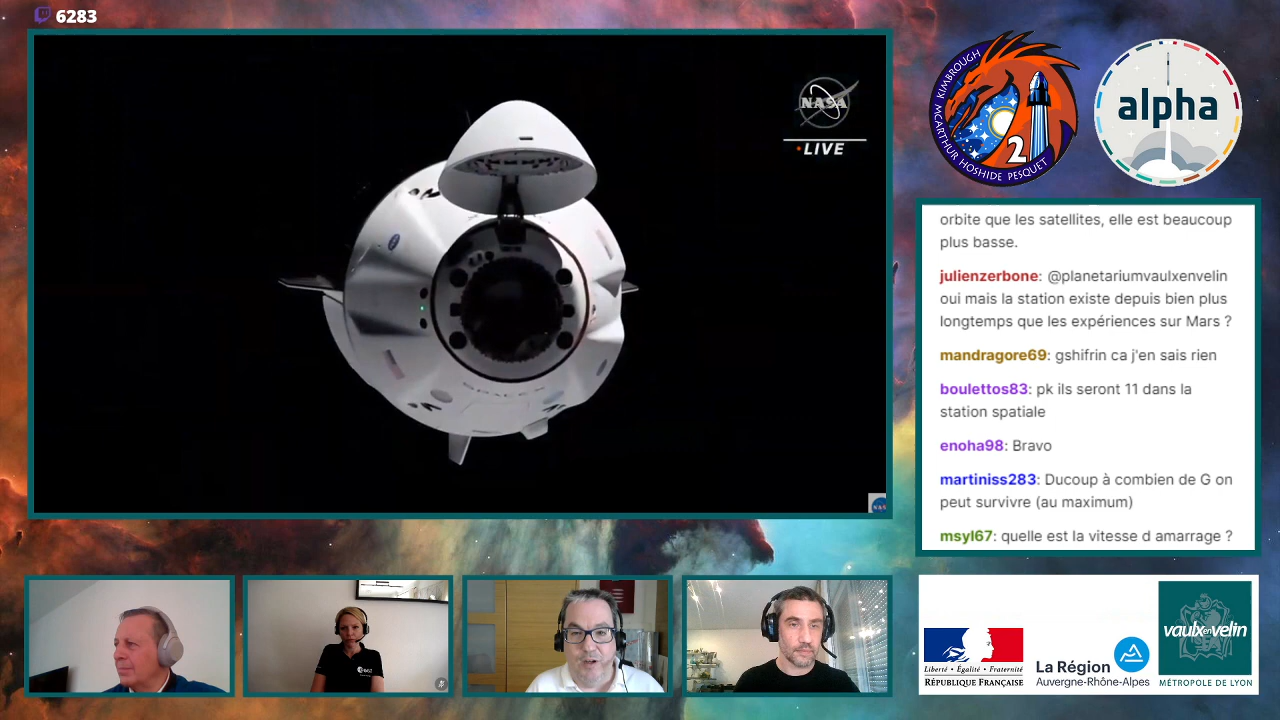 6283
NASA
LIVE
SPACEX
MCARTHUR KIMBROUGH
HOSHIDE PESQUET
2
alpha
orbite que les satellites, elle est beaucoup
plus basse.
julienzerbone: @planetariumvaulxenvelin
oui mais la station existe depuis bien plus
longtemps que les expériences sur Mars ?
mandragore69: gshifrin ca j'en sais rien
boulettos83: pk ils seront 11 dans la
station spatiale
enoha98: Bravo
martiniss283: Ducoup à combien de G on
peut survivre (au maximum)
msyl67: quelle est la vitesse d amarrage ?
Liberté • Égalité • Fraternité
RÉPUBLIQUE FRANÇAISE
La Région
Auvergne-Rhône-Alpes
vaulx en velin
MÉTROPOLE DE LYON